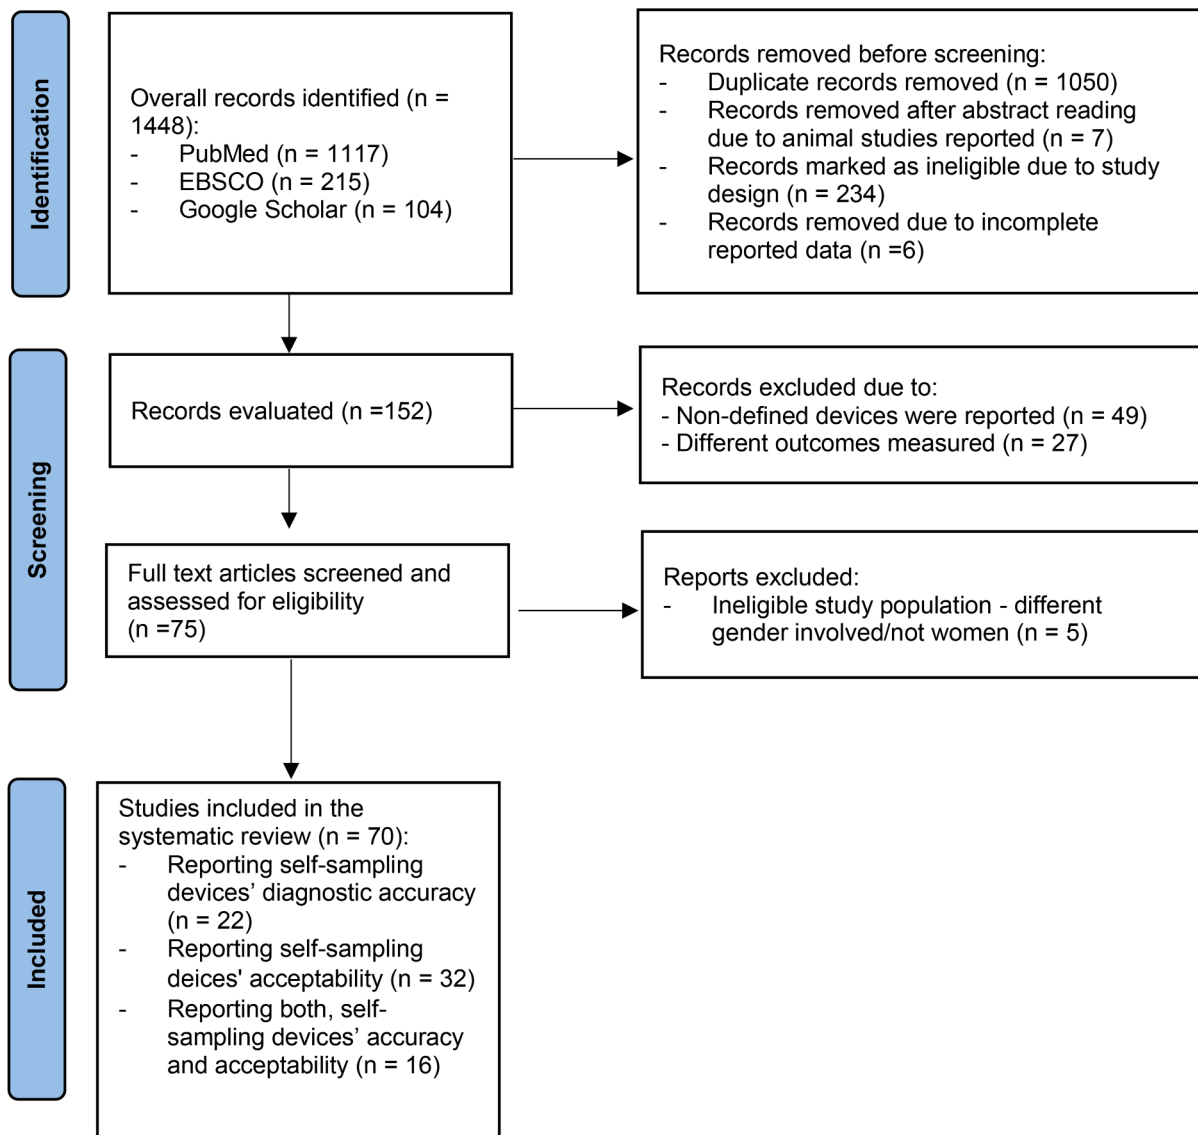 Identification
Overall records identified (n =
1448):
- PubMed (n = 1117)
- EBSCO (n = 215)
- Google Scholar (n = 104)
Records removed before screening:
- Duplicate records removed (n = 1050)
- Records removed after abstract reading
due to animal studies reported (n = 7)
- Records marked as ineligible due to study
design (n = 234)
- Records removed due to incomplete
reported data (n =6)
Screening
Records evaluated (n =152)
Records excluded due to:
- Non-defined devices were reported (n = 49)
- Different outcomes measured (n = 27)
Full text articles screened and
assessed for eligibility
(n =75)
Reports excluded:
- Ineligible study population - different
gender involved/not women (n = 5)
Included
Studies included in the
systematic review (n = 70):
- Reporting self-sampling
devices’ diagnostic accuracy
(n = 22)
- Reporting self-sampling
deices' acceptability (n = 32)
- Reporting both, self-
sampling devices’ accuracy
and acceptability (n = 16)